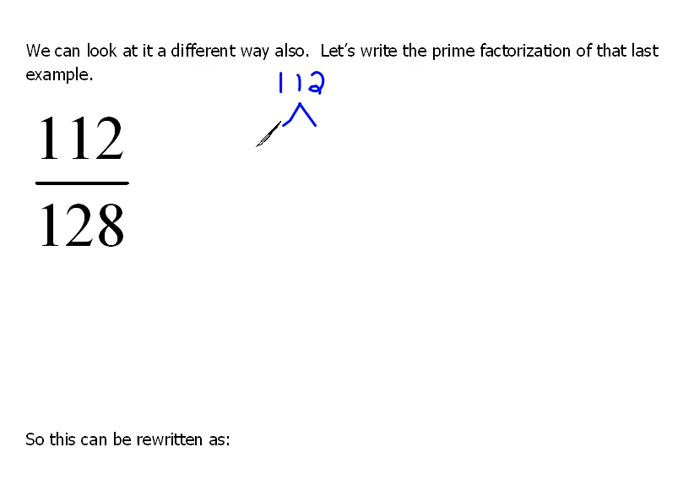 We can look at it a different way also. Let's write the prime factorization of that last
example.
112
112
128
So this can be rewritten as: